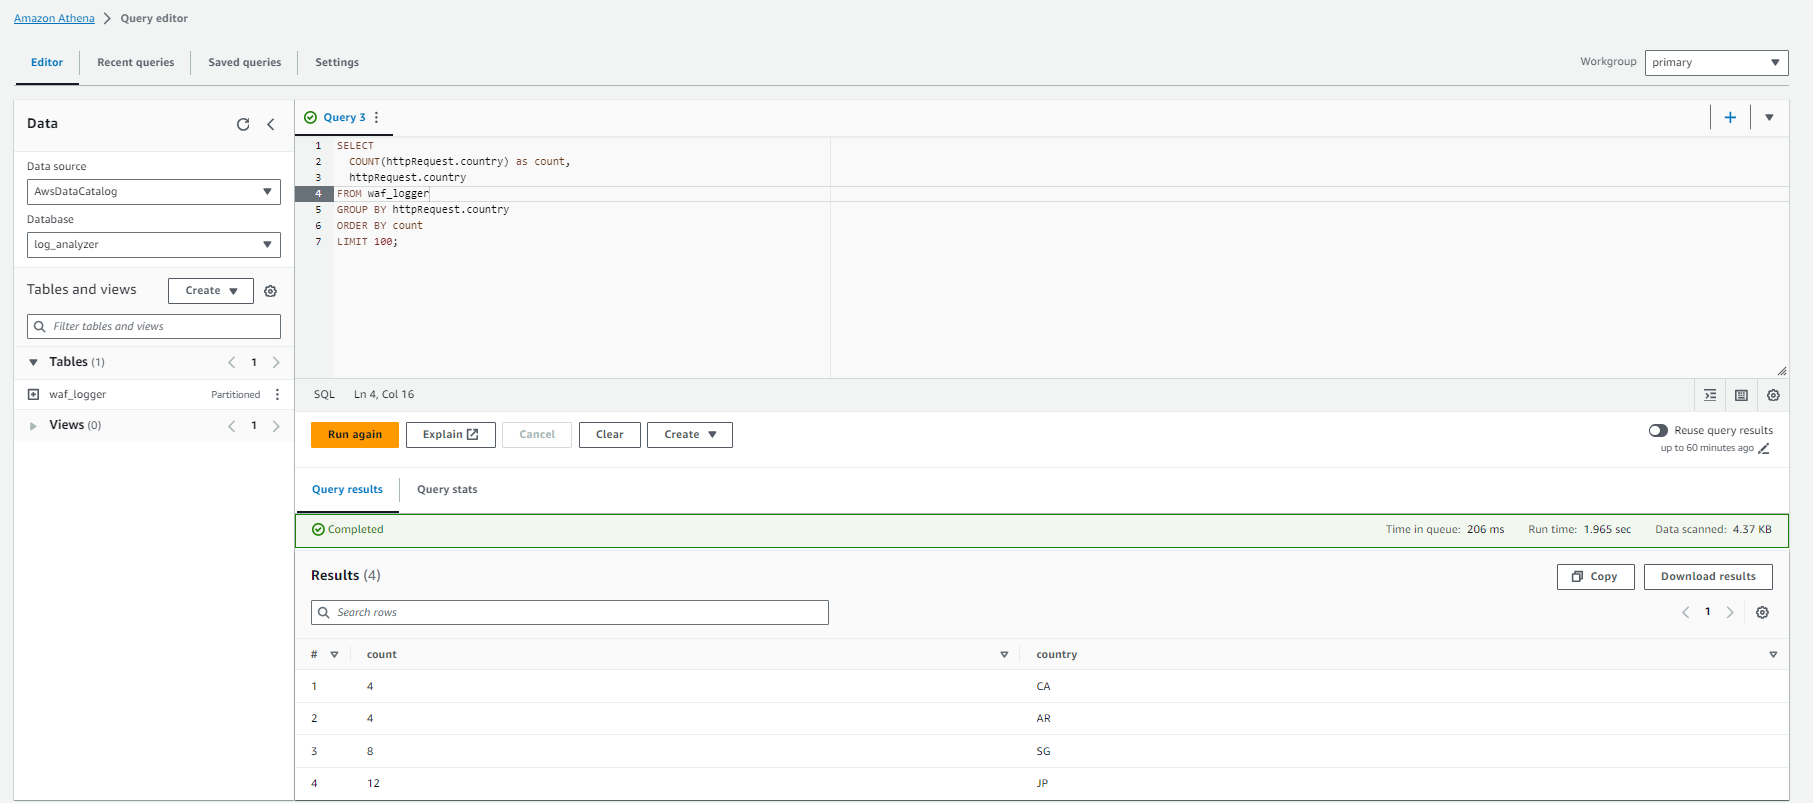 Amazon Athena > Query editor
Editor Recent queries Saved queries Settings
Workgroup primary
Data
Data source
AwsDataCatalog
Database
log_analyzer
Tables and views Create
Filter tables and views
Tables (1) < 1 >
waf_logger Partitioned
Views (0) < 1 >
Query 3
1 SELECT
2 COUNT(httpRequest.country) as count,
3 httpRequest.country
4 FROM waf_logger
5 GROUP BY httpRequest.country
6 ORDER BY count
7 LIMIT 100;
SQL Ln 4, Col 16
Run again Explain Cancel Clear Create
Reuse query results
up to 60 minutes ago
Query results Query stats
Completed Time in queue: 206 ms Run time: 1.965 sec Data scanned: 4.37 KB
Results (4) Copy Download results
Search rows < 1 >
# count country
1 4 CA
2 4 AR
3 8 SG
4 12 JP